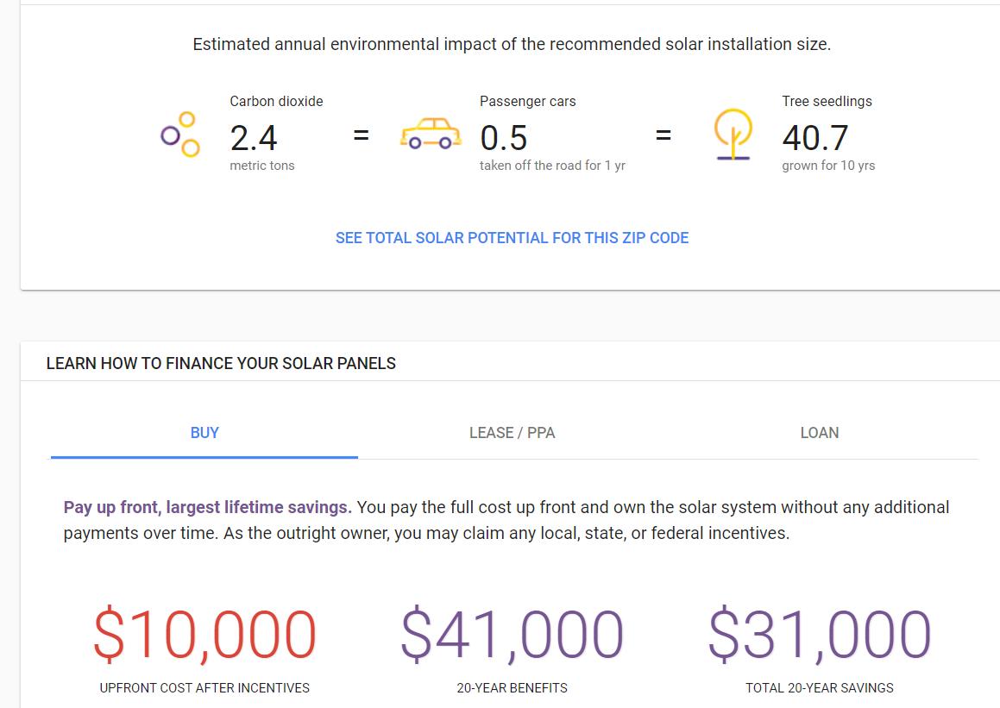 Estimated annual environmental impact of the recommended solar installation size.
Carbon dioxide
2.4
metric tons
=
Passenger cars
0.5
taken off the road for 1 yr
=
Tree seedlings
40.7
grown for 10 yrs
SEE TOTAL SOLAR POTENTIAL FOR THIS ZIP CODE
LEARN HOW TO FINANCE YOUR SOLAR PANELS
BUY
LEASE / PPA
LOAN
Pay up front, largest lifetime savings. You pay the full cost up front and own the solar system without any additional
payments over time. As the outright owner, you may claim any local, state, or federal incentives.
$10,000
UPFRONT COST AFTER INCENTIVES
$41,000
20-YEAR BENEFITS
$31,000
TOTAL 20-YEAR SAVINGS